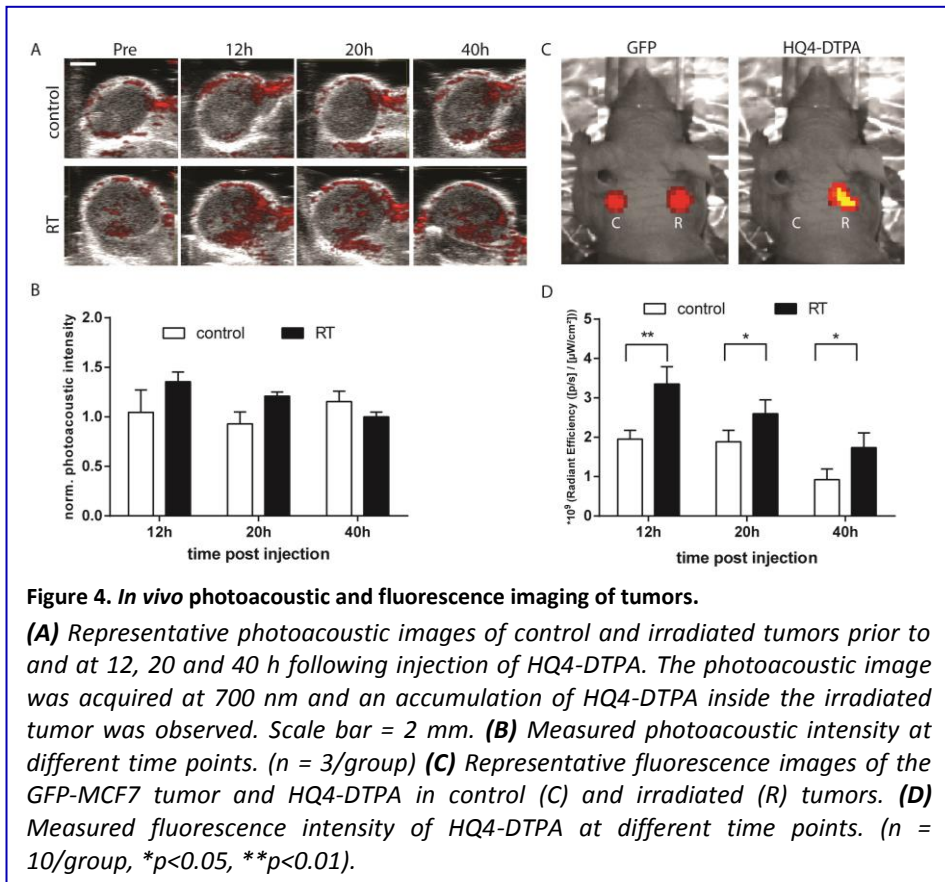 A Pre 12h 20h 40h
control
RT
C GFP HQ4-DTPA
C R C R
B
norm. photoacoustic intensity
2.0
1.5
1.0
0.5
0.0
control RT
12h 20h 40h
time post injection
D
*10⁹ (Radiant Efficiency ([p/s] / [µW/cm²]))
5
4
3
2
1
0
control RT
** * *
12h 20h 40h
time post injection
Figure 4. In vivo photoacoustic and fluorescence imaging of tumors.
(A) Representative photoacoustic images of control and irradiated tumors prior to
and at 12, 20 and 40 h following injection of HQ4-DTPA. The photoacoustic image
was acquired at 700 nm and an accumulation of HQ4-DTPA inside the irradiated
tumor was observed. Scale bar = 2 mm. (B) Measured photoacoustic intensity at
different time points. (n = 3/group) (C) Representative fluorescence images of the
GFP-MCF7 tumor and HQ4-DTPA in control (C) and irradiated (R) tumors. (D)
Measured fluorescence intensity of HQ4-DTPA at different time points. (n =
10/group, *p<0.05, **p<0.01).